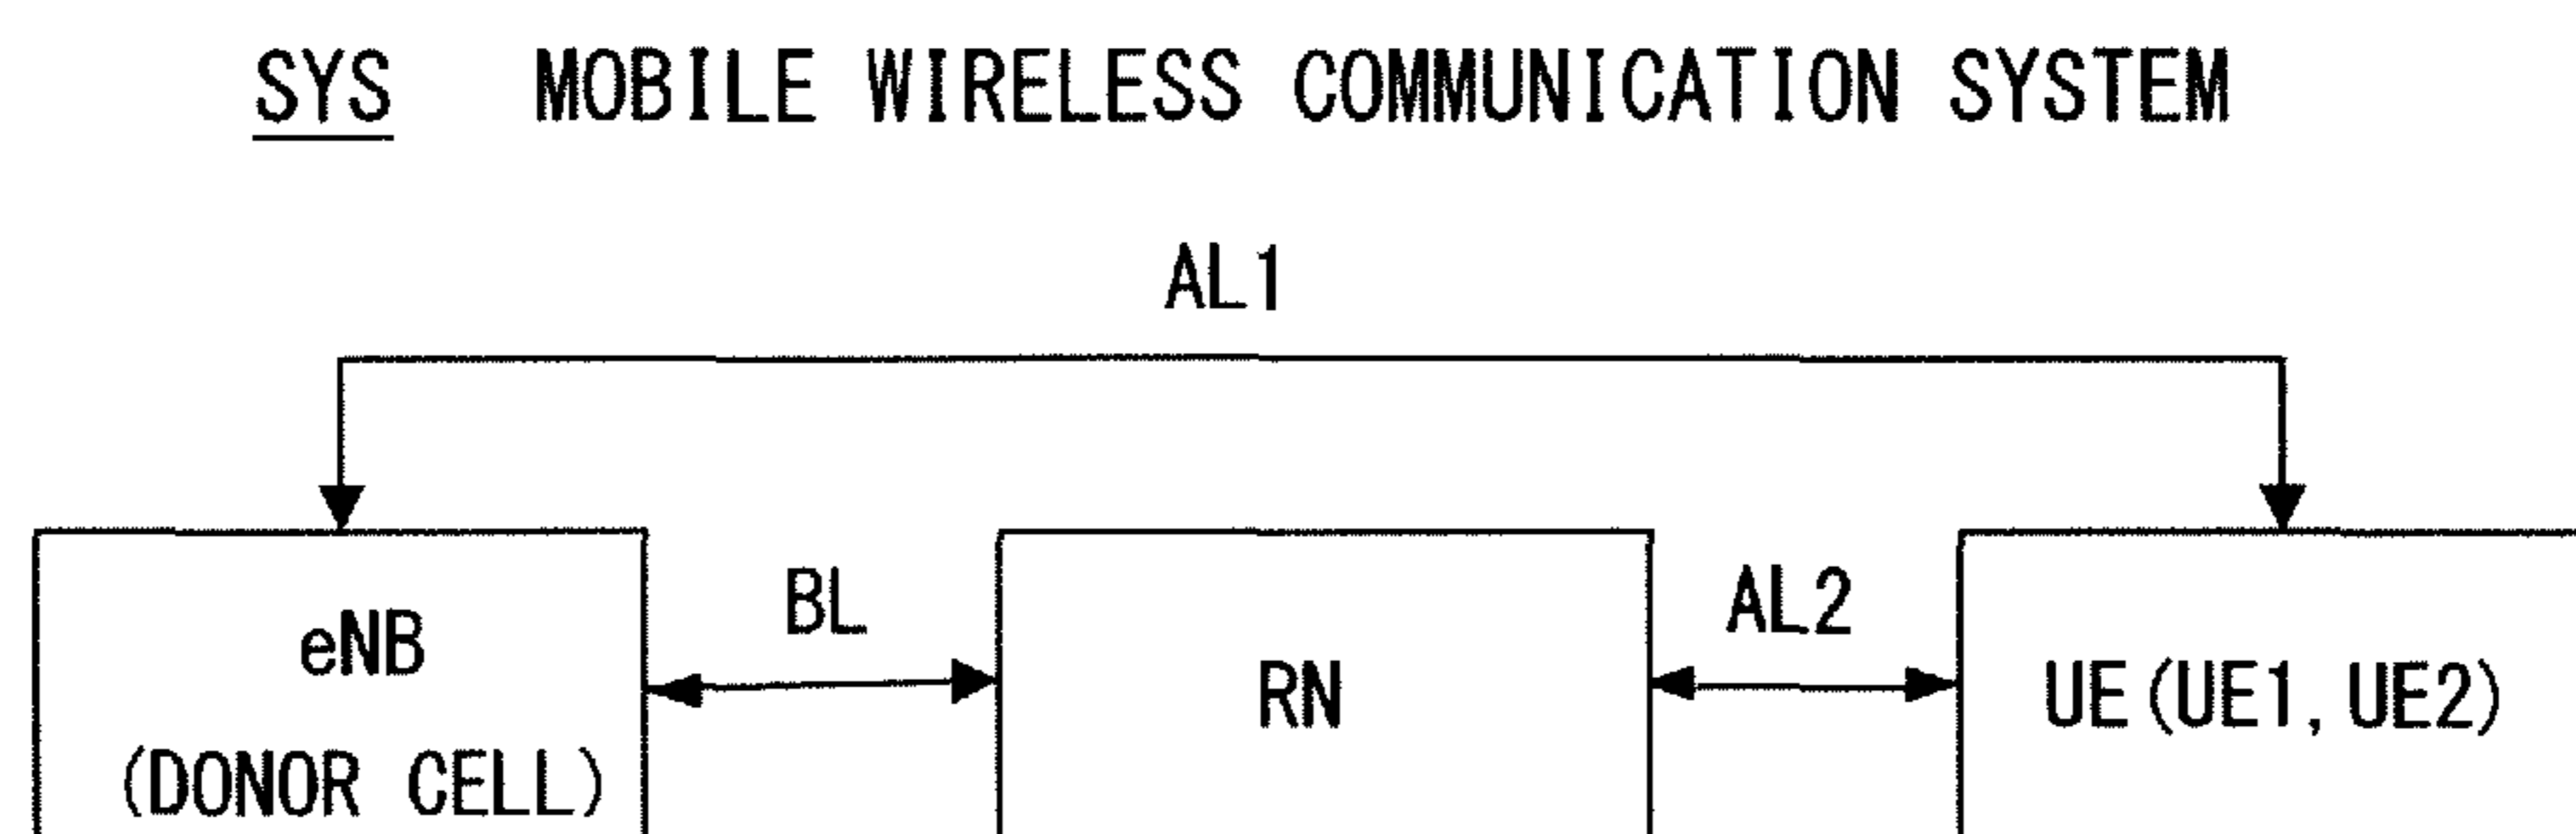 SYS MOBILE WIRELESS COMMUNICATION SYSTEM
AL1
eNB
(DONOR CELL)
BL
RN
AL2
UE(UE1,UE2)